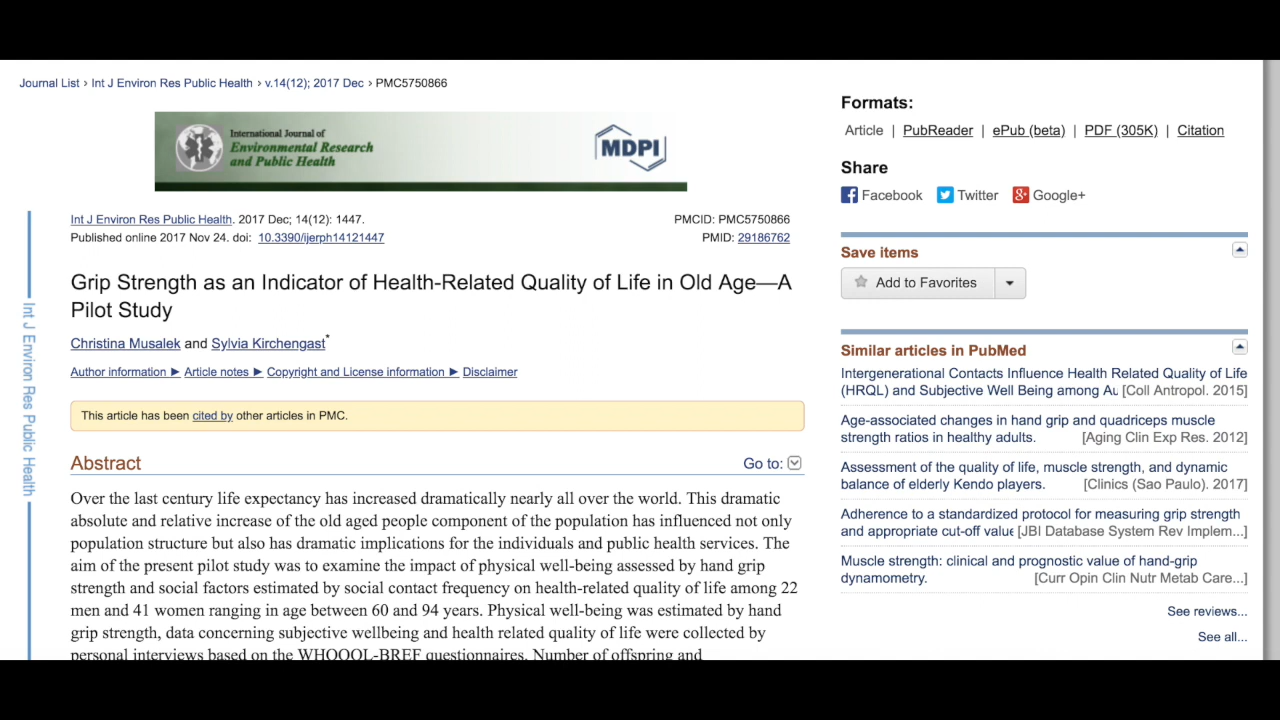 Journal List > Int J Environ Res Public Health > v.14(12); 2017 Dec > PMC5750866
International Journal of
Environmental Research
and Public Health
MDPI
Int J Environ Res Public Health. 2017 Dec; 14(12): 1447.
PMCID: PMC5750866
Published online 2017 Nov 24. doi: 10.3390/ijerph14121447
PMID: 29186762
Grip Strength as an Indicator of Health-Related Quality of Life in Old Age—A
Pilot Study
Christina Musalek and Sylvia Kirchengast*
Author information ► Article notes ► Copyright and License information ► Disclaimer
This article has been cited by other articles in PMC.
Abstract
Go to:
Over the last century life expectancy has increased dramatically nearly all over the world. This dramatic
absolute and relative increase of the old aged people component of the population has influenced not only
population structure but also has dramatic implications for the individuals and public health services. The
aim of the present pilot study was to examine the impact of physical well-being assessed by hand grip
strength and social factors estimated by social contact frequency on health-related quality of life among 22
men and 41 women ranging in age between 60 and 94 years. Physical well-being was estimated by hand
grip strength, data concerning subjective wellbeing and health related quality of life were collected by
personal interviews based on the WHOQOL-BREF questionnaires. Number of offspring and
Int J Environ Res Public Health
Formats:
Article | PubReader | ePub (beta) | PDF (305K) | Citation
Share
Facebook Twitter Google+
Save items
Add to Favorites
Similar articles in PubMed
Intergenerational Contacts Influence Health Related Quality of Life
(HRQL) and Subjective Well Being among Au [Coll Antropol. 2015]
Age-associated changes in hand grip and quadriceps muscle
strength ratios in healthy adults. [Aging Clin Exp Res. 2012]
Assessment of the quality of life, muscle strength, and dynamic
balance of elderly Kendo players. [Clinics (Sao Paulo). 2017]
Adherence to a standardized protocol for measuring grip strength
and appropriate cut-off value [JBI Database System Rev Implem...]
Muscle strength: clinical and prognostic value of hand-grip
dynamometry. [Curr Opin Clin Nutr Metab Care...]
See reviews...
See all...